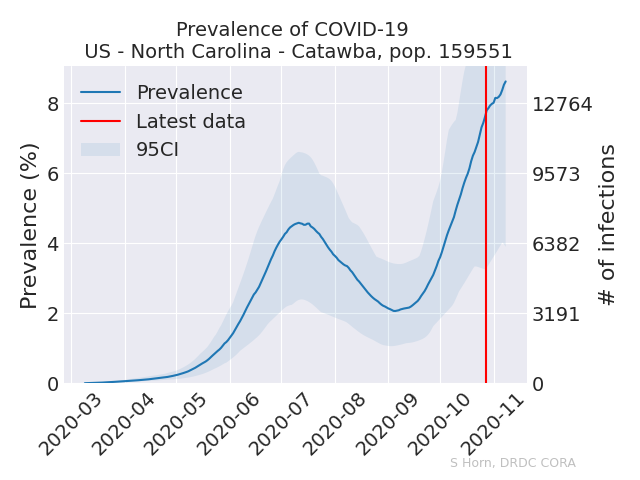 Prevalence of COVID-19
US - North Carolina - Catawba, pop. 159551
Prevalence
Latest data
95CI
Prevalence (%)
8
6
4
2
0
12764
9573
6382
3191
0
# of infections
2020-03
2020-04
2020-05
2020-06
2020-07
2020-08
2020-09
2020-10
2020-11
S Horn, DRDC CORA